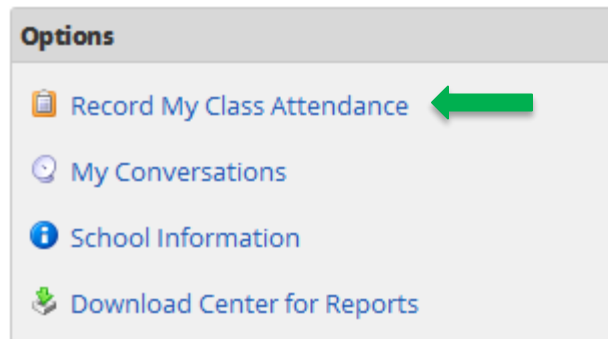 Options
Record My Class Attendance
My Conversations
School Information
Download Center for Reports